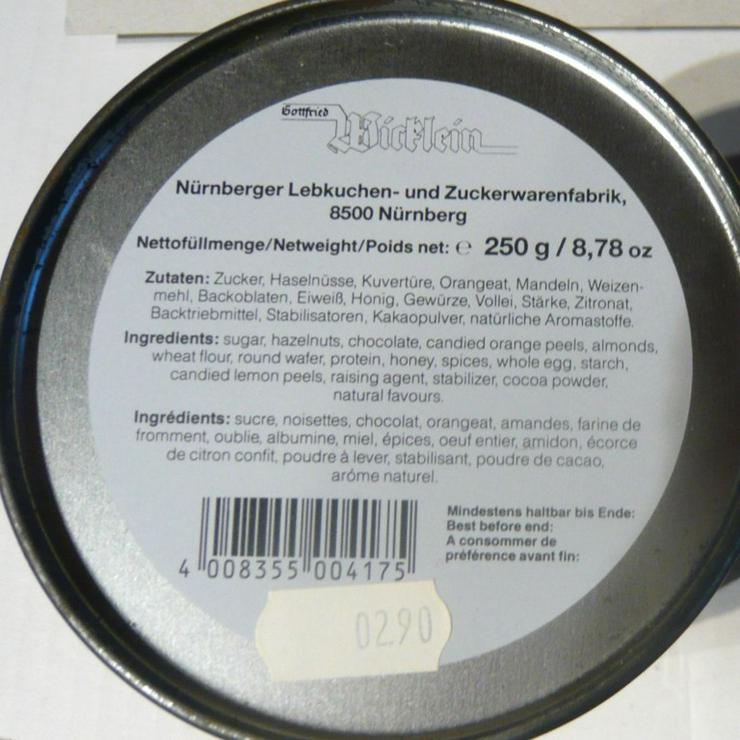 Gottfried
Wicklein
Nürnberger Lebkuchen- und Zuckerwarenfabrik,
8500 Nürnberg
Nettofüllmenge/Netweight/Poids net: ℮ 250 g / 8,78 oz
Zutaten: Zucker, Haselnüsse, Kuvertüre, Orangeat, Mandeln, Weizen-
mehl, Backoblaten, Eiweiß, Honig, Gewürze, Vollei, Stärke, Zitronat,
Backtriebmittel, Stabilisatoren, Kakaopulver, natürliche Aromastoffe.
Ingredients: sugar, hazelnuts, chocolate, candied orange peels, almonds,
wheat flour, round wafer, protein, honey, spices, whole egg, starch,
candied lemon peels, raising agent, stabilizer, cocoa powder,
natural favours.
Ingrédients: sucre, noisettes, chocolat, orangeat, amandes, farine de
fromment, oublie, albumine, miel, épices, oeuf entier, amidon, écorce
de citron confit, poudre à lever, stabilisant, poudre de cacao,
aróme naturel.
Mindestens haltbar bis Ende:
Best before end:
A consommer de
préférence avant fin:
4 008355 004175
0290